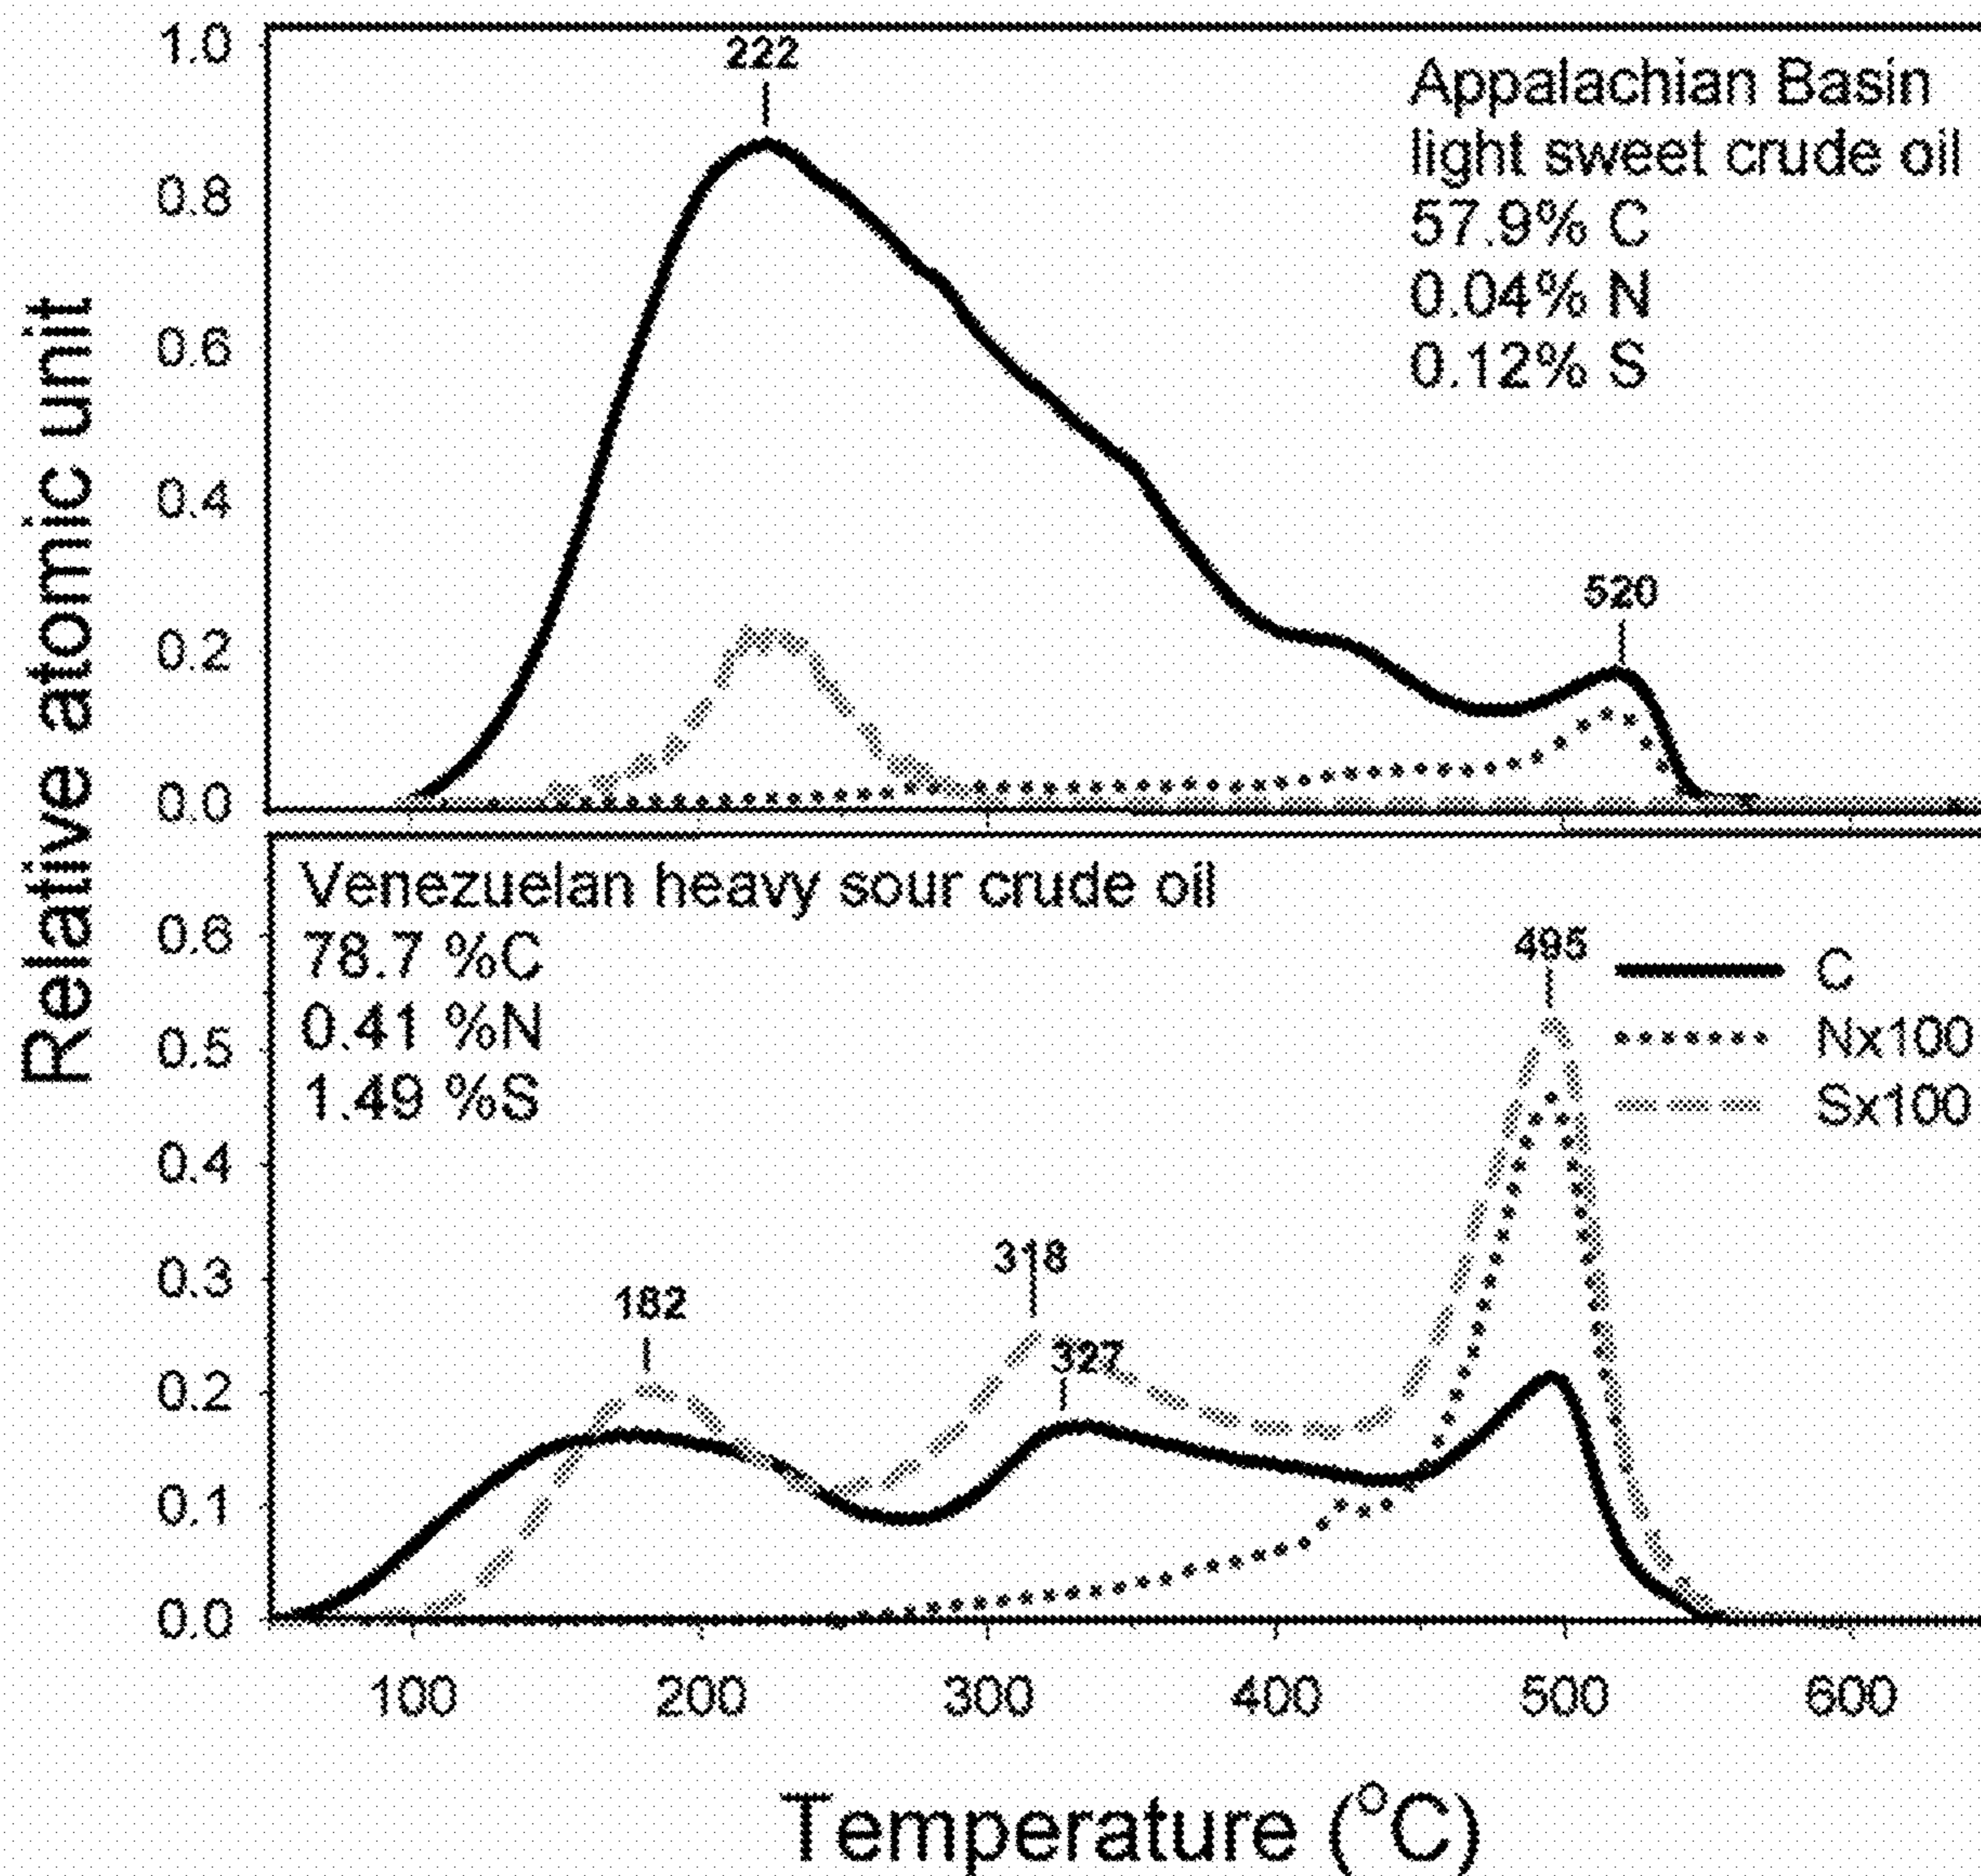 Relative atomic unit
1.0
0.8
0.6
0.4
0.2
0.0
222
520
Appalachian Basin
light sweet crude oil
57.9% C
0.04% N
0.12% S
0.6
0.5
0.4
0.3
0.2
0.1
0.0
Venezuelan heavy sour crude oil
78.7 %C
0.41 %N
1.49 %S
182
318
327
495
C
Nx100
Sx100
100 200 300 400 500 600
Temperature (°C)